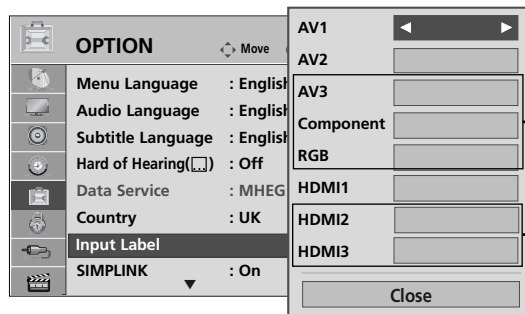 OPTION
Move
Menu Language : English
Audio Language : English
Subtitle Language : English
Hard of Hearing( ) : Off
Data Service : MHEG
Country : UK
Input Label
SIMPLINK : On
AV1
AV2
AV3
Component
RGB
HDMI1
HDMI2
HDMI3
Close